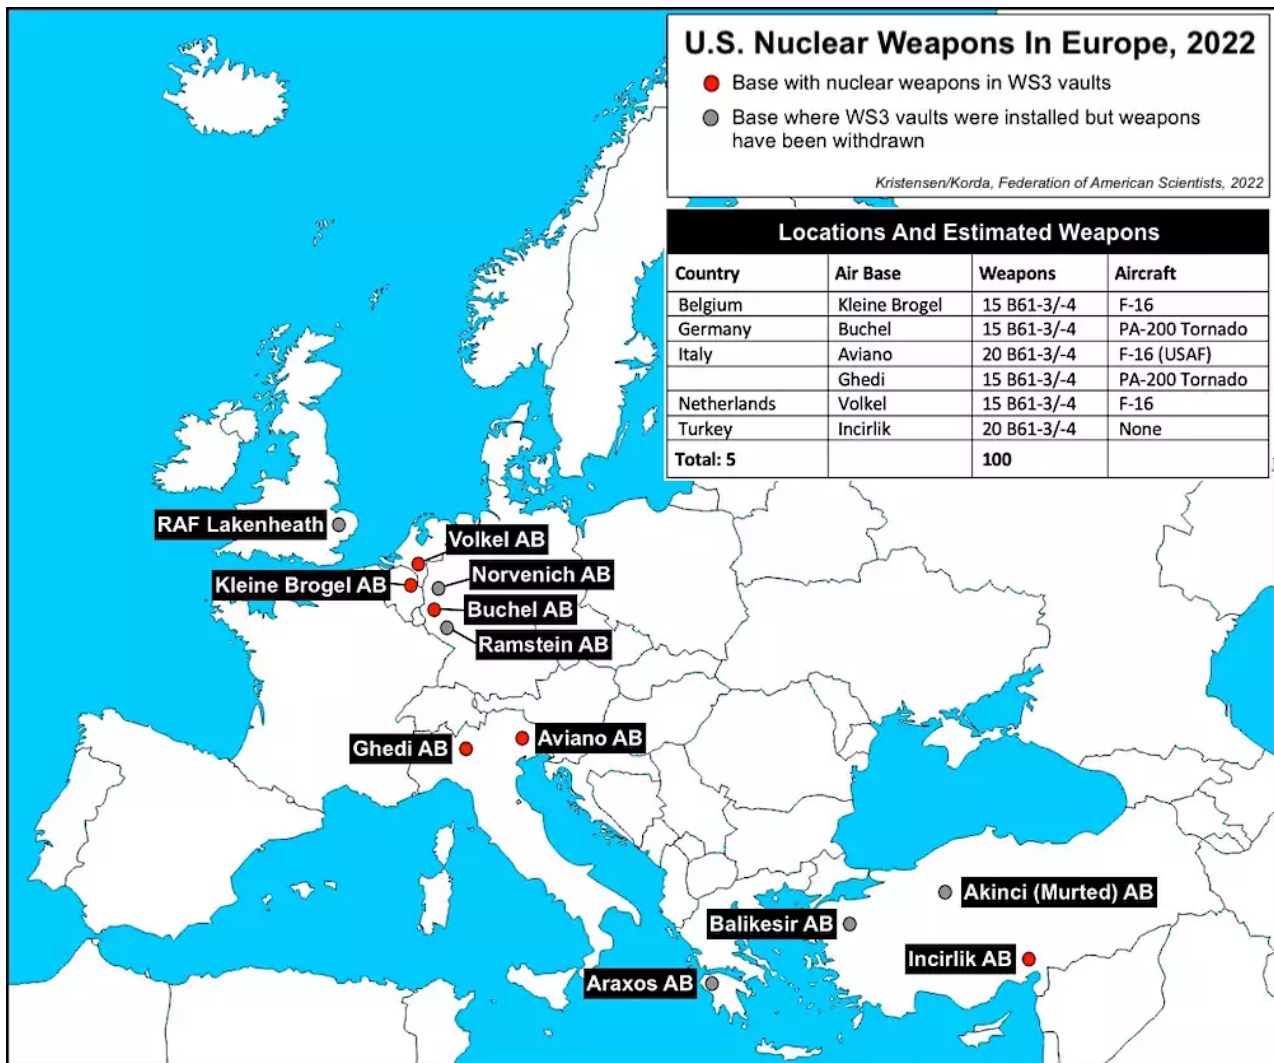 U.S. Nuclear Weapons In Europe, 2022
Base with nuclear weapons in WS3 vaults
Base where WS3 vaults were installed but weapons
have been withdrawn
Kristensen/Korda, Federation of American Scientists, 2022
Locations And Estimated Weapons
Country Air Base Weapons Aircraft
Belgium Kleine Brogel 15 B61-3/-4 F-16
Germany Buchel 15 B61-3/-4 PA-200 Tornado
Italy Aviano 20 B61-3/-4 F-16 (USAF)
Ghedi 15 B61-3/-4 PA-200 Tornado
Netherlands Volkel 15 B61-3/-4 F-16
Turkey Incirlik 20 B61-3/-4 None
Total: 5 100
RAF Lakenheath
Volkel AB
Norvenich AB
Kleine Brogel AB
Buchel AB
Ramstein AB
Aviano AB
Ghedi AB
Akinci (Murted) AB
Balikesir AB
Incirlik AB
Araxos AB